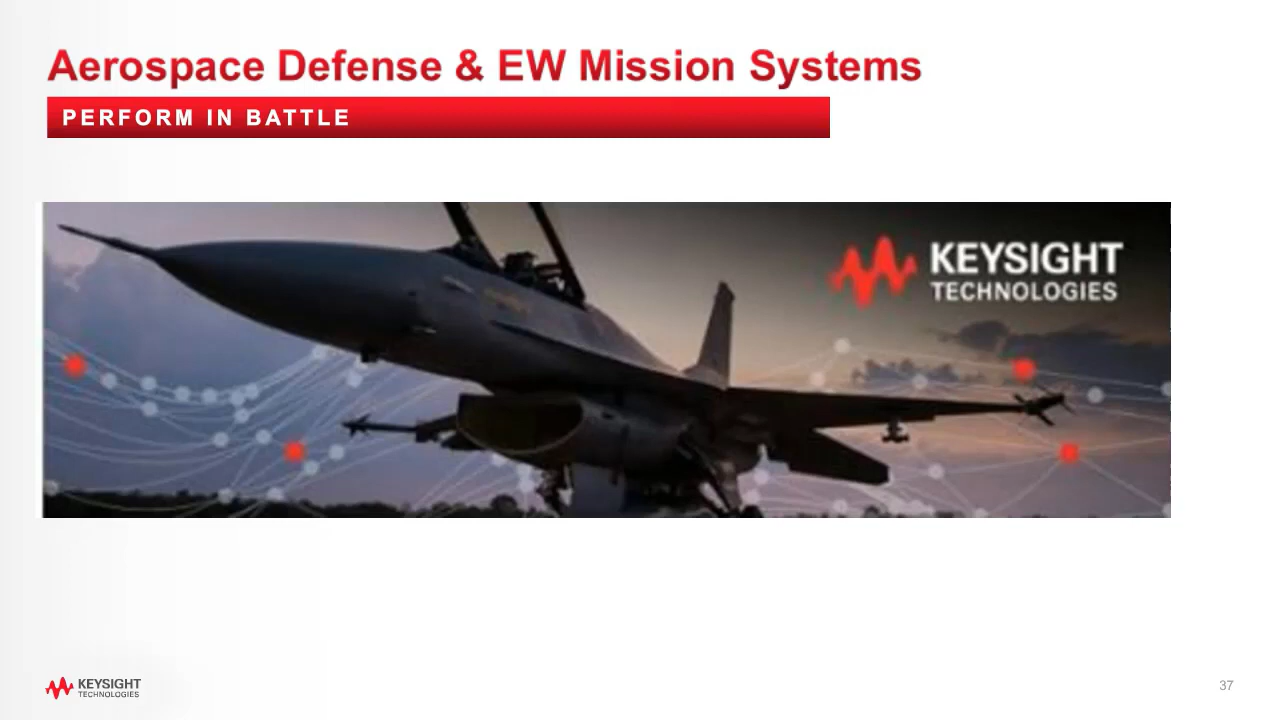 Aerospace Defense & EW Mission Systems
PERFORM IN BATTLE
KEYSIGHT
TECHNOLOGIES
KEYSIGHT
TECHNOLOGIES
37